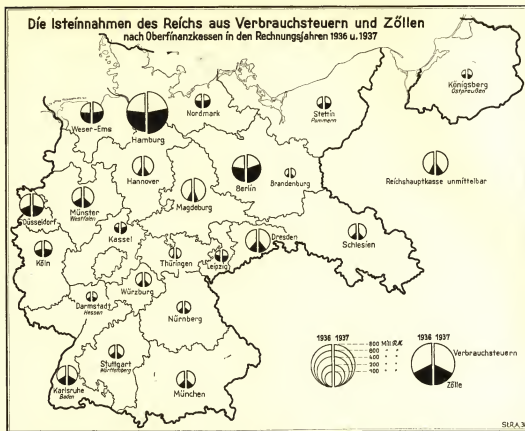 Die Isteinnahmen des Reichs aus Verbrauchsteuern und Zöllen
nach Oberfinanzkassen in den Rechnungsjahren 1936 u. 1937
Königsberg
Ostpreußen
Nordmark
Stettin
Pommern
Weser-Ems
Hamburg
Hannover
Berlin
Brandenburg
Reichshauptkasse unmittelbar
Magdeburg
Münster
Westfalen
Düsseldorf
Kassel
Dresden
Schlesien
Köln
Thüringen
Leipzig
Würzburg
Darmstadt
Hessen
Nürnberg
Stuttgart
Württemberg
Karlsruhe
Baden
München
1936 1937
800 Mill RM
600 " "
400 " "
200 " "
100 " "
1936 1937
Verbrauchsteuern
Zölle